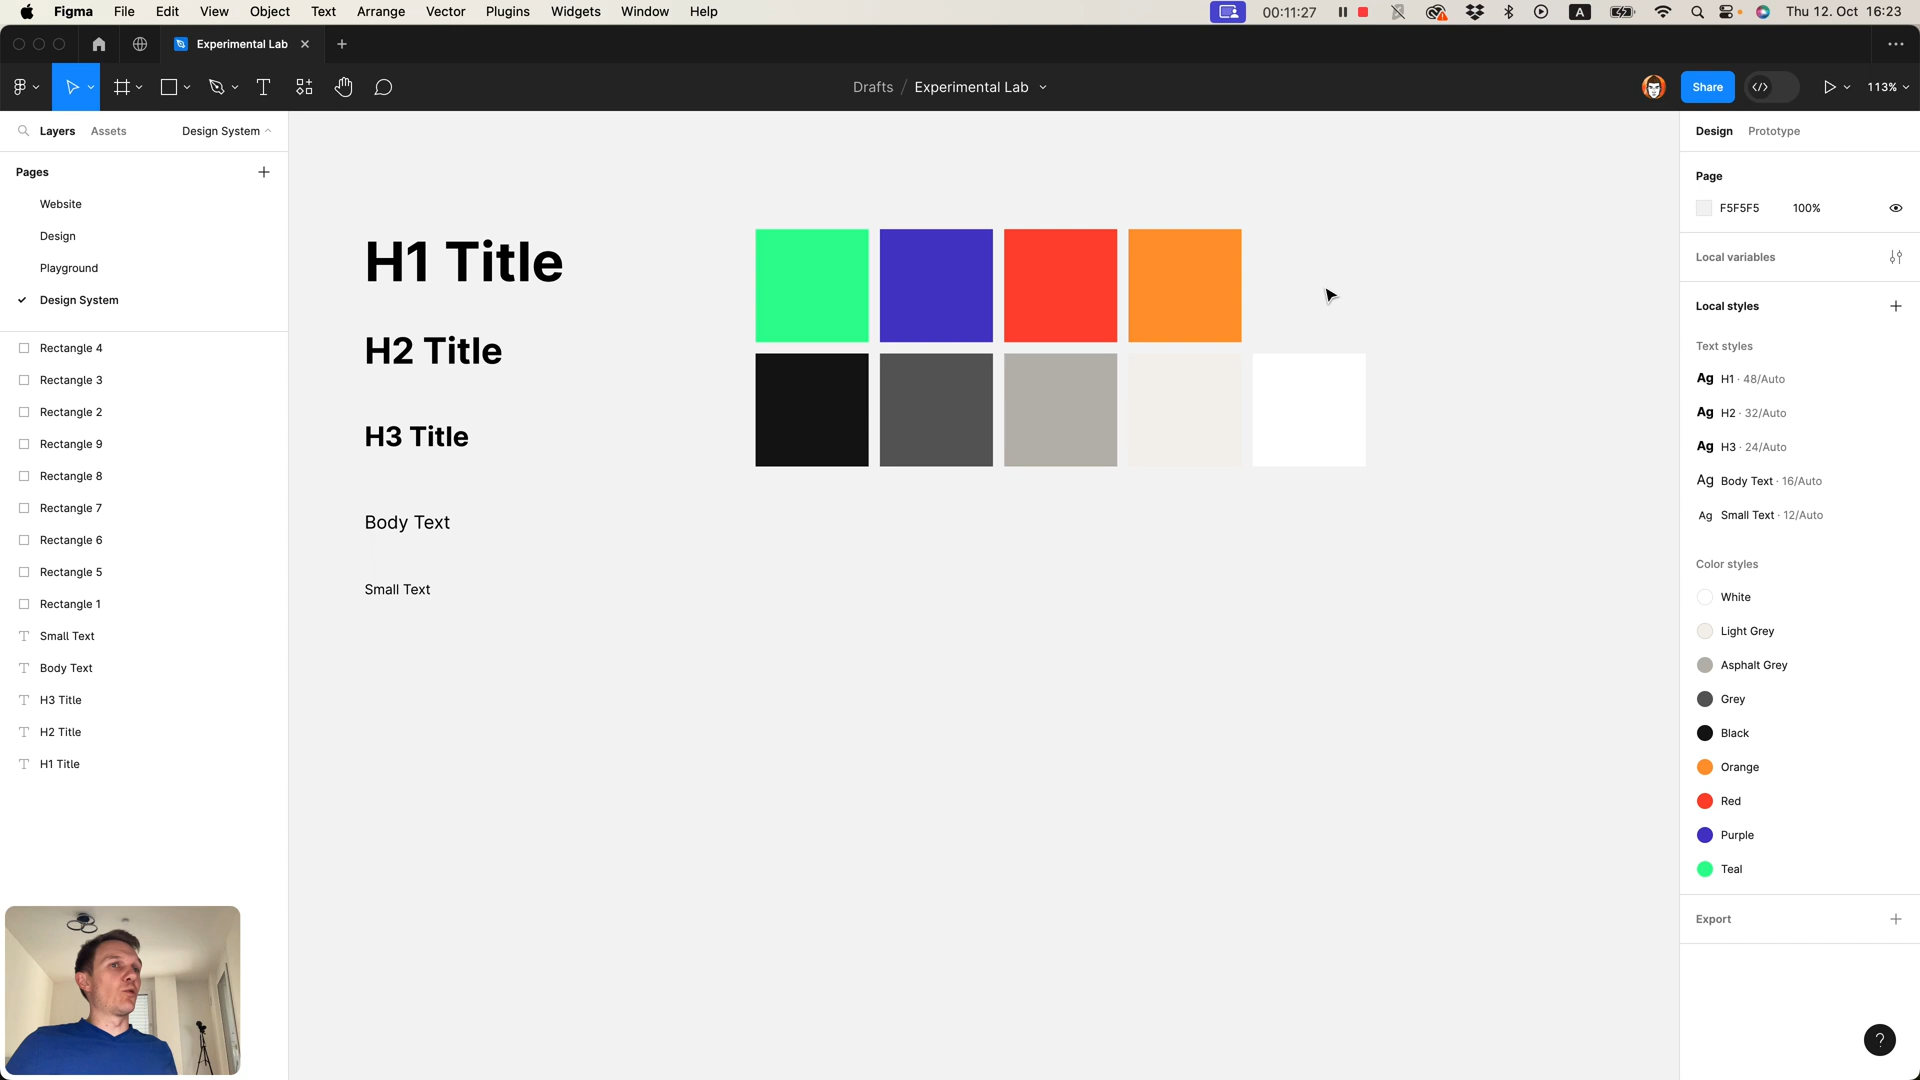 Figma File Edit View Object Text Arrange Vector Plugins Widgets Window Help 00:11:27 A Thu 12. Oct 16:23
Experimental Lab
Drafts / Experimental Lab
Share
113%
Layers Assets Design System
Pages
Website
Design
Playground
Design System
Rectangle 4
Rectangle 3
Rectangle 2
Rectangle 9
Rectangle 8
Rectangle 7
Rectangle 6
Rectangle 5
Rectangle 1
Small Text
Body Text
H3 Title
H2 Title
H1 Title
H1 Title
H2 Title
H3 Title
Body Text
Small Text
Design Prototype
Page
F5F5F5 100%
Local variables
Local styles
Text styles
Ag H1 · 48/Auto
Ag H2 · 32/Auto
Ag H3 · 24/Auto
Ag Body Text · 16/Auto
Ag Small Text · 12/Auto
Color styles
White
Light Grey
Asphalt Grey
Grey
Black
Orange
Red
Purple
Teal
Export
?